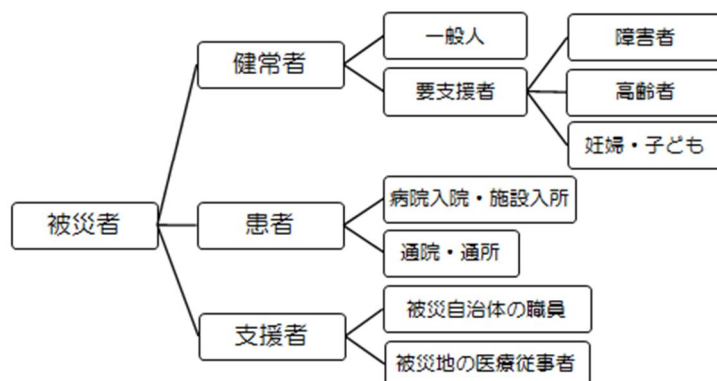 被災者
健常者
一般人
要支援者
障害者
高齢者
妊婦・子ども
患者
病院入院・施設入所
通院・通所
支援者
被災自治体の職員
被災地の医療従事者